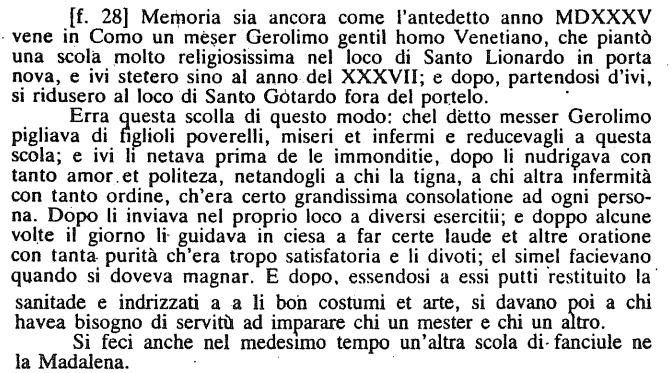 [f. 28] Memoria sia ancora come l'antedetto anno MDXXXV
vene in Como un meser Gerolimo gentil homo Venetiano, che piantò
una scola molto religiosissima nel loco di Santo Lionardo in porta
nova, e ivi stetero sino al anno del XXXVII; e dopo, partendosi d'ivi,
si ridusero al loco di Santo Gotardo fora del portelo.
Erra questa scolla di questo modo: chel detto messer Gerolimo
pigliava di figlioli poverelli, miseri et infermi e reducevagli a questa
scola; e ivi li netava prima de le immonditie, dopo li nudrigava con
tanto amor et politeza, netandogli a chi la tigna, a chi altra infermità
con tanto ordine, ch'era certo grandissima consolatione ad ogni perso-
na. Dopo li inviava nel proprio loco a diversi esercitii; e doppo alcune
volte il giorno li guidava in ciesa a far certe laude et altre oratione
con tanta purità ch'era tropo satisfatoria e li divoti; el simel facievano
quando si doveva magnar. E dopo, essendosi a essi putti restituito la
sanitade e indrizzati a a li bon costumi et arte, si davano poi a chi
havea bisogno di servitù ad imparare chi un mester e chi un altro.
Si feci anche nel medesimo tempo un'altra scola di fanciule ne
la Madalena.